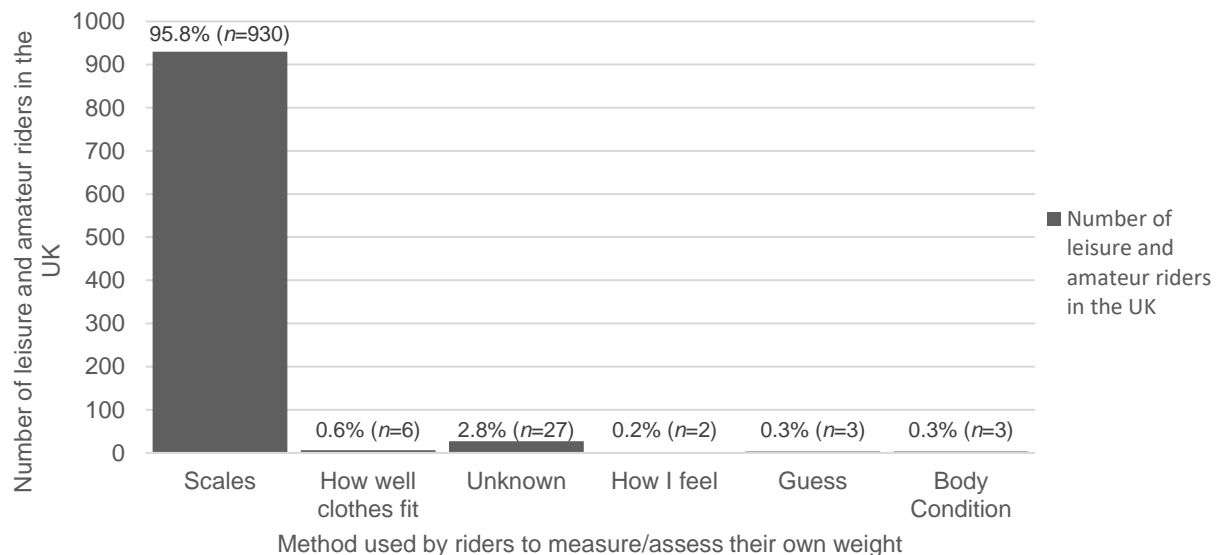 Number of leisure and amateur riders in the
UK
1000
900
800
700
600
500
400
300
200
100
0
95.8% (n=930)
0.6% (n=6)
2.8% (n=27)
0.2% (n=2)
0.3% (n=3)
0.3% (n=3)
Scales
How well
clothes fit
Unknown
How I feel
Guess
Body
Condition
Method used by riders to measure/assess their own weight
Number of
leisure and
amateur riders
in the UK